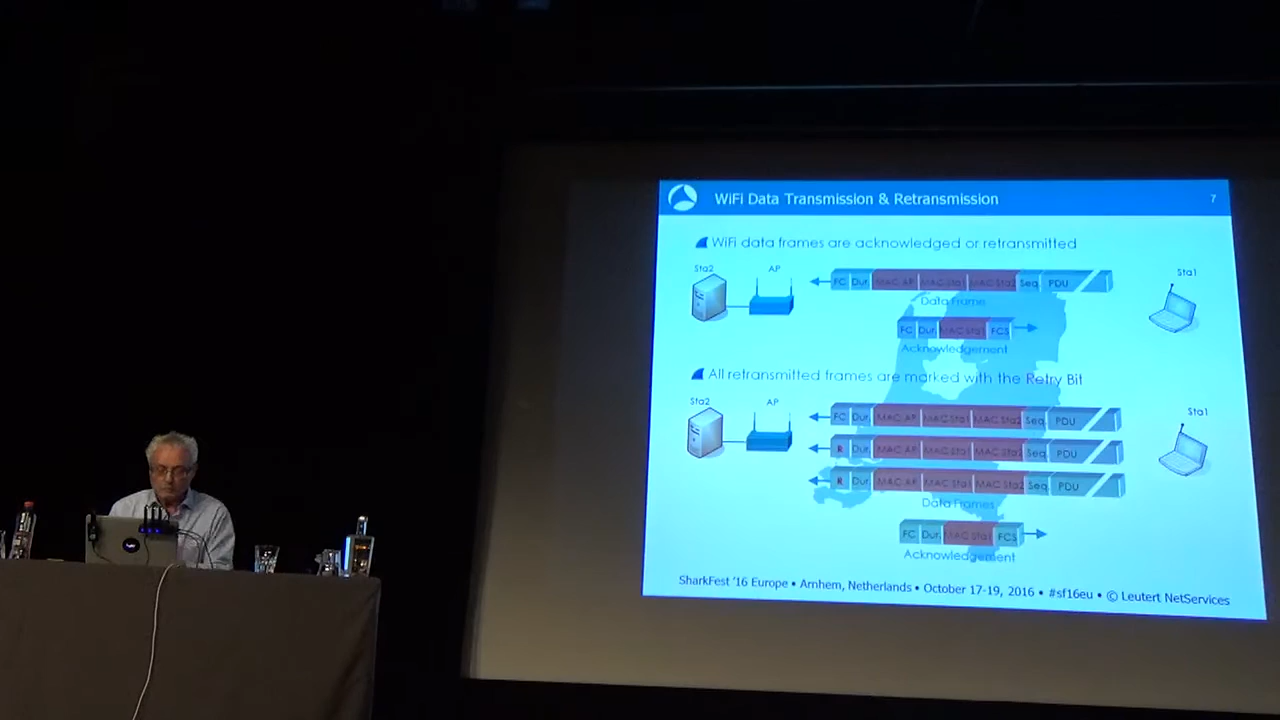 WiFi Data Transmission & Retransmission 7
WiFi data frames are acknowledged or retransmitted
Sta2 AP Sta1
FC Dur. MAC AP MAC Sta1 MAC Sta2 Seq. PDU
Data Frame
FC Dur. MAC Sta1 FCS
Acknowledgement
All retransmitted frames are marked with the Retry Bit
Sta2 AP Sta1
FC Dur. MAC AP MAC Sta1 MAC Sta2 Seq. PDU
R Dur. MAC AP MAC Sta1 MAC Sta2 Seq. PDU
R Dur. MAC AP MAC Sta1 MAC Sta2 Seq. PDU
Data Frames
FC Dur. MAC Sta1 FCS
Acknowledgement
SharkFest '16 Europe • Arnhem, Netherlands • October 17-19, 2016 • #sf16eu • © Leutert NetServices